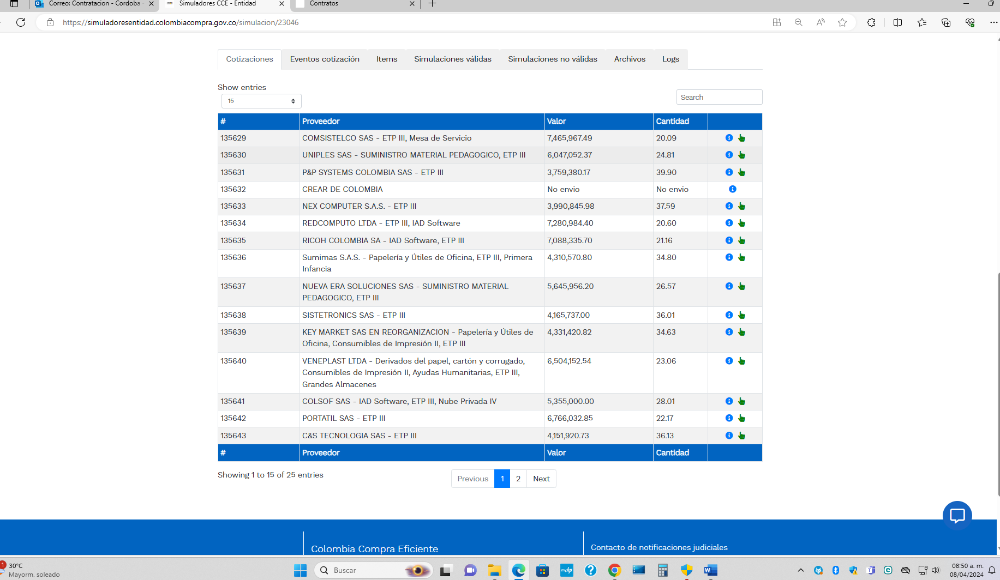 Correo: Contratacion - Cordoba
Simuladores CCE - Entidad
Contratos
https://simuladoresentidad.colombiacompra.gov.co/simulacion/23046
Cotizaciones Eventos cotización Items Simulaciones válidas Simulaciones no válidas Archivos Logs
Show entries
15
Search
# Proveedor Valor Cantidad
135629 COMSISTELCO SAS - ETP III, Mesa de Servicio 7,465,967.49 20.09
135630 UNIPLES SAS - SUMINISTRO MATERIAL PEDAGOGICO, ETP III 6,047,052.37 24.81
135631 P&P SYSTEMS COLOMBIA SAS - ETP III 3,759,380.17 39.90
135632 CREAR DE COLOMBIA No envio No envio
135633 NEX COMPUTER S.A.S. - ETP III 3,990,845.98 37.59
135634 REDCOMPUTO LTDA - ETP III, IAD Software 7,280,984.40 20.60
135635 RICOH COLOMBIA SA - IAD Software, ETP III 7,088,335.70 21.16
135636 Sumimas S.A.S. - Papelería y Útiles de Oficina, ETP III, Primera 4,310,570.80 34.80
Infancia
135637 NUEVA ERA SOLUCIONES SAS - SUMINISTRO MATERIAL 5,645,956.20 26.57
PEDAGOGICO, ETP III
135638 SISTETRONICS SAS - ETP III 4,165,737.00 36.01
135639 KEY MARKET SAS EN REORGANIZACION - Papelería y Útiles de 4,331,420.82 34.63
Oficina, Consumibles de Impresión II, ETP III
135640 VENEPLAST LTDA - Derivados del papel, cartón y corrugado, 6,504,152.54 23.06
Consumibles de Impresión II, Ayudas Humanitarias, ETP III,
Grandes Almacenes
135641 COLSOF SAS - IAD Software, ETP III, Nube Privada IV 5,355,000.00 28.01
135642 PORTATIL SAS - ETP III 6,766,032.85 22.17
135643 C&S TECNOLOGIA SAS - ETP III 4,151,920.73 36.13
# Proveedor Valor Cantidad
Showing 1 to 15 of 25 entries
Previous 1 2 Next
Colombia Compra Eficiente
Contacto de notificaciones judiciales
1
30°C
Mayorm. soleado
Buscar
myhp
08:50 a. m.
08/04/2024